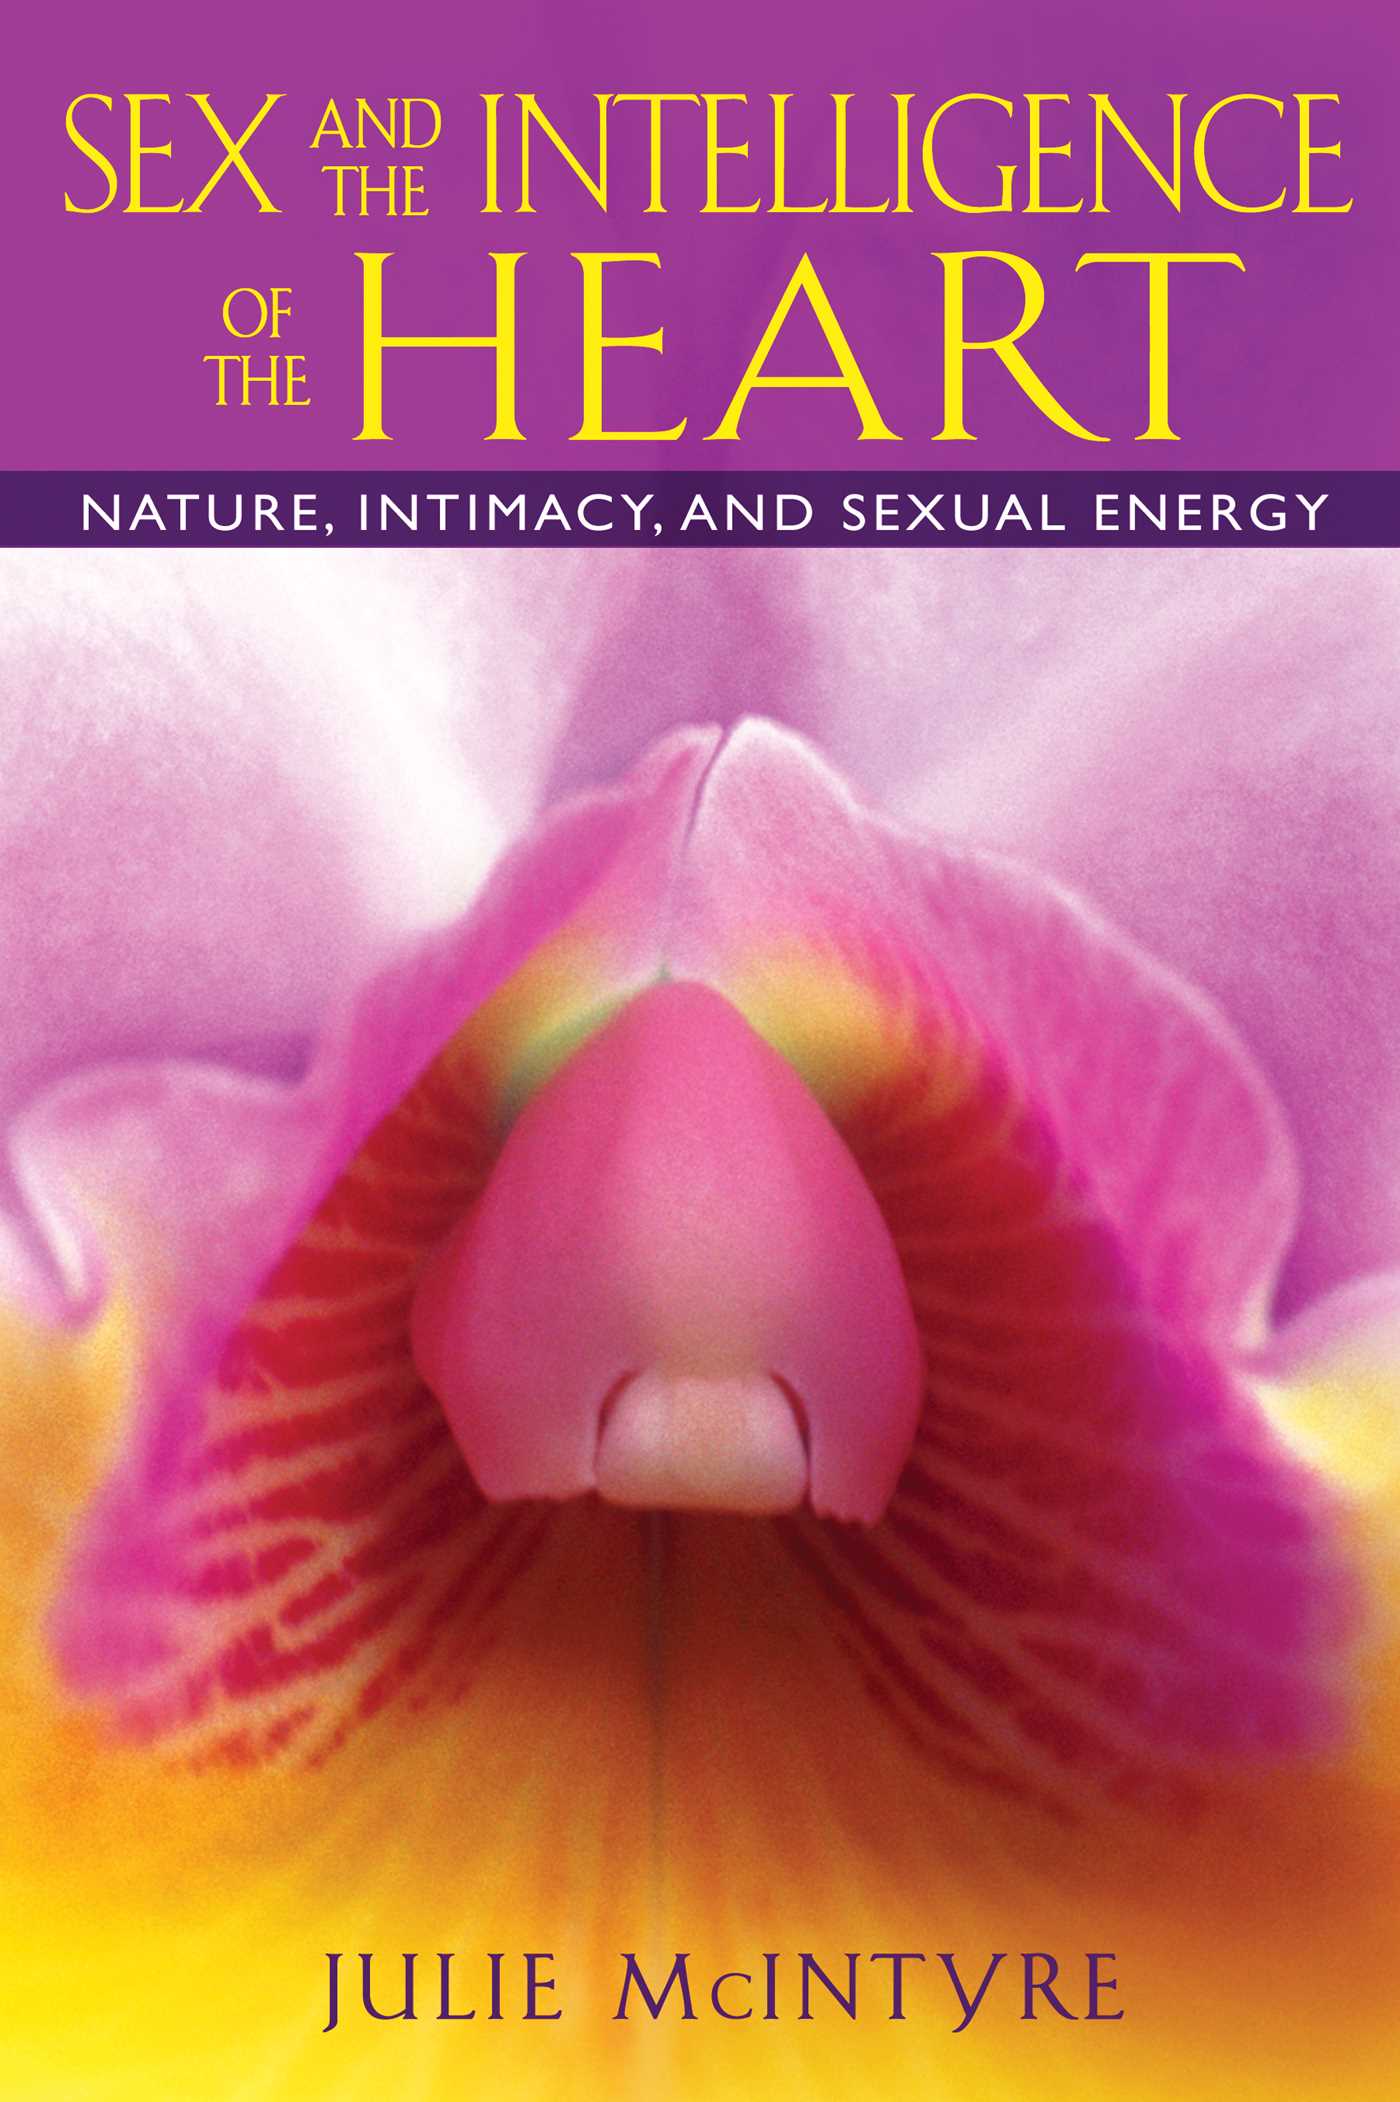 SEX AND THE INTELLIGENCE
OF THE HEART
NATURE, INTIMACY, AND SEXUAL ENERGY
JULIE McINTYRE